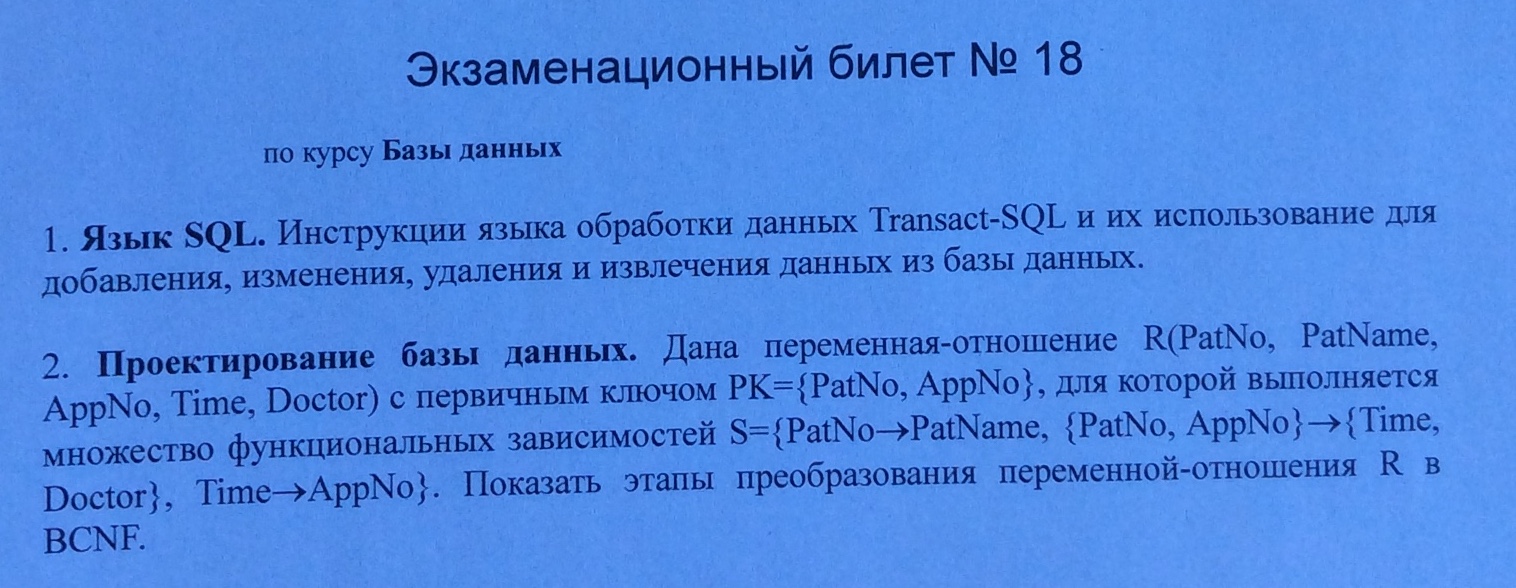 Экзаменационный билет № 18
по курсу Базы данных
1. Язык SQL. Инструкции языка обработки данных Transact-SQL и их использование для
добавления, изменения, удаления и извлечения данных из базы данных.
2. Проектирование базы данных. Дана переменная-отношение R(PatNo, PatName,
AppNo, Time, Doctor) с первичным ключом PK={PatNo, AppNo}, для которой выполняется
множество функциональных зависимостей S={PatNo→PatName, {PatNo, AppNo}→{Time,
Doctor}, Time→AppNo}. Показать этапы преобразования переменной-отношения R в
BCNF.